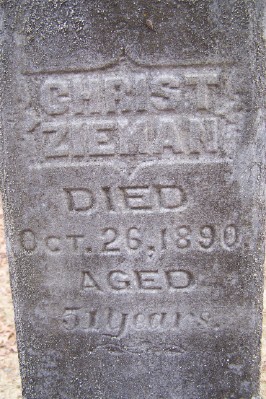 CHRIST
ZIEMAN
DIED
OCT. 26, 1890.
AGED
51 Years.